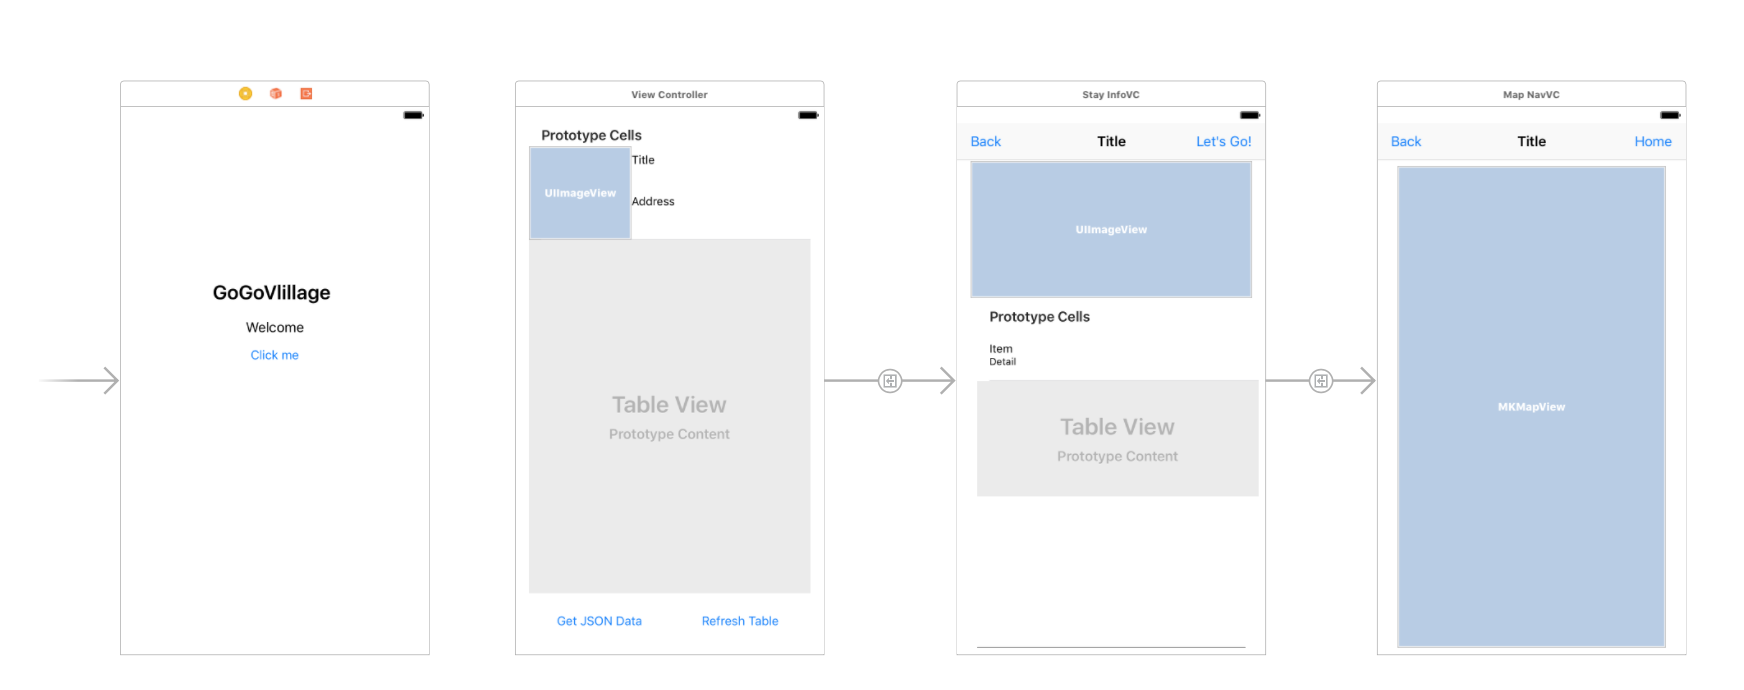 GoGoVlillage
Welcome
Click me
View Controller
Prototype Cells
UIImageView
Title
Address
Table View
Prototype Content
Get JSON Data
Refresh Table
Stay InfoVC
Back
Title
Let's Go!
UIImageView
Prototype Cells
Item
Detail
Table View
Prototype Content
Map NavVC
Back
Title
Home
MKMapView